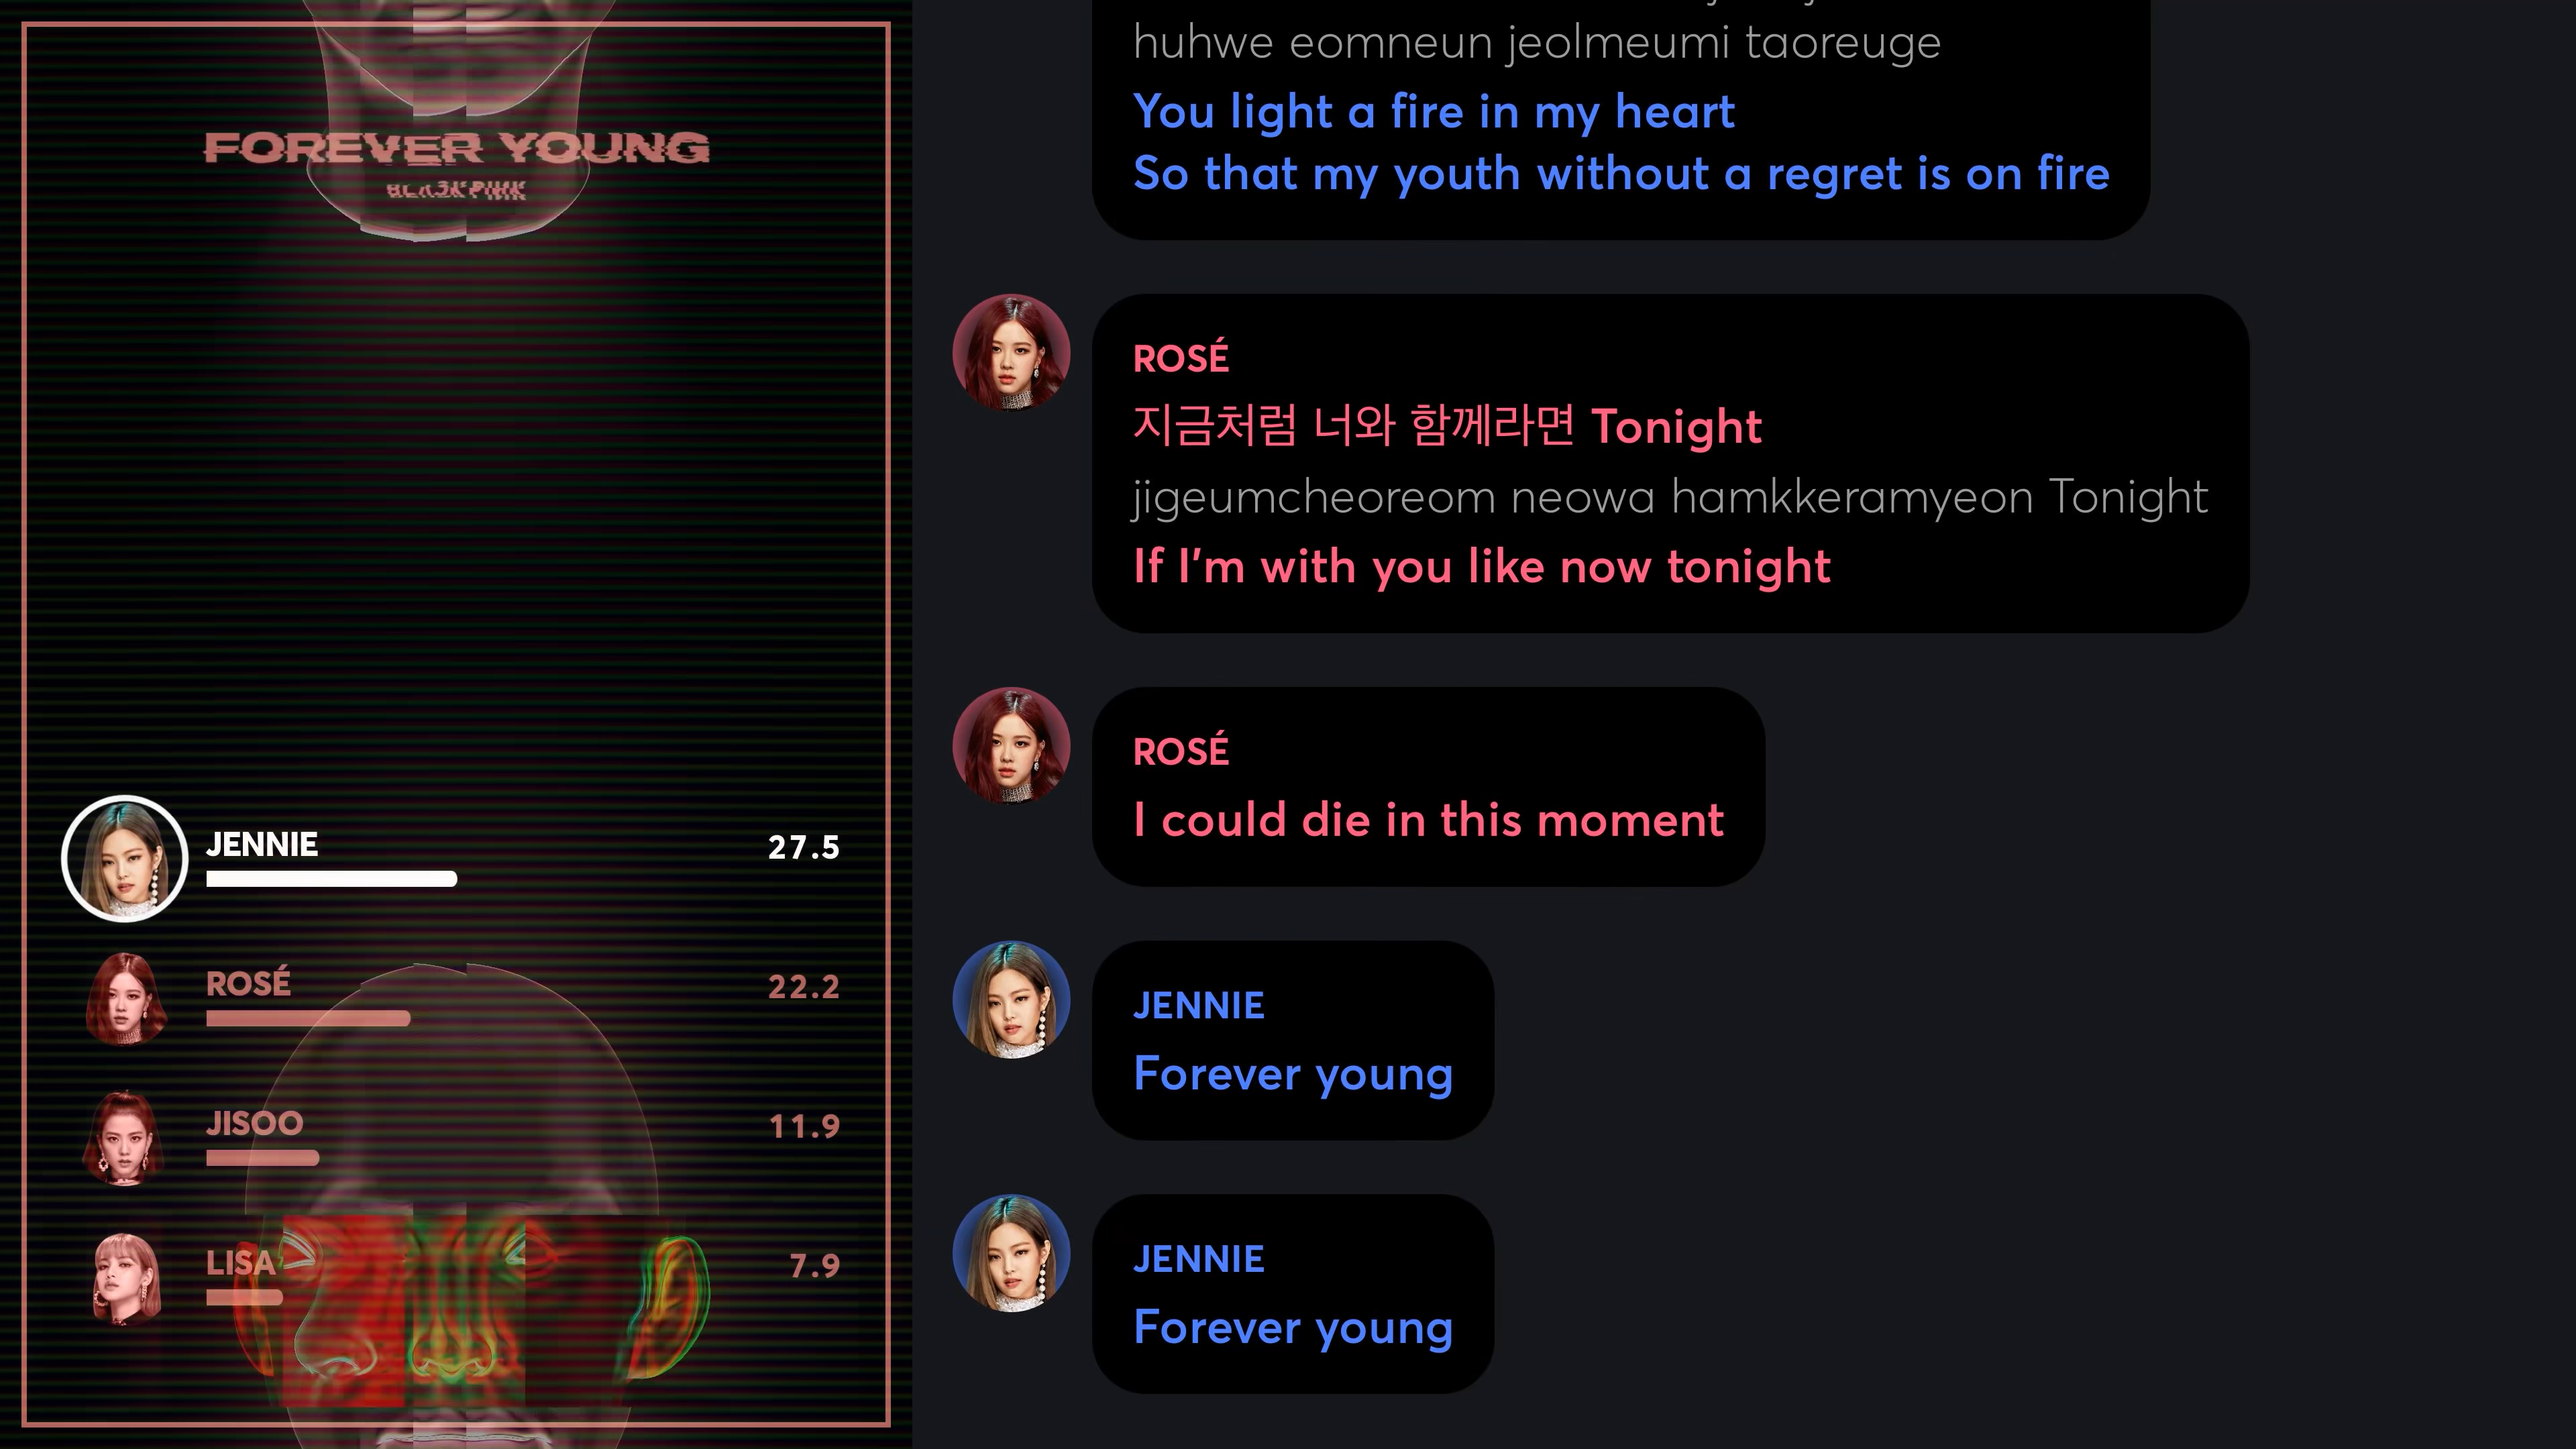 FOREVER YOUNG
BLACKPINK
JENNIE
27.5
ROSÉ
22.2
JISOO
11.9
LISA
7.9
huhwe eomneun jeolmeumi taoreuge
You light a fire in my heart
So that my youth without a regret is on fire
ROSÉ
지금처럼 너와 함께라면 Tonight
jigeumcheoreom neowa hamkkeramyeon Tonight
If I'm with you like now tonight
ROSÉ
I could die in this moment
JENNIE
Forever young
JENNIE
Forever young